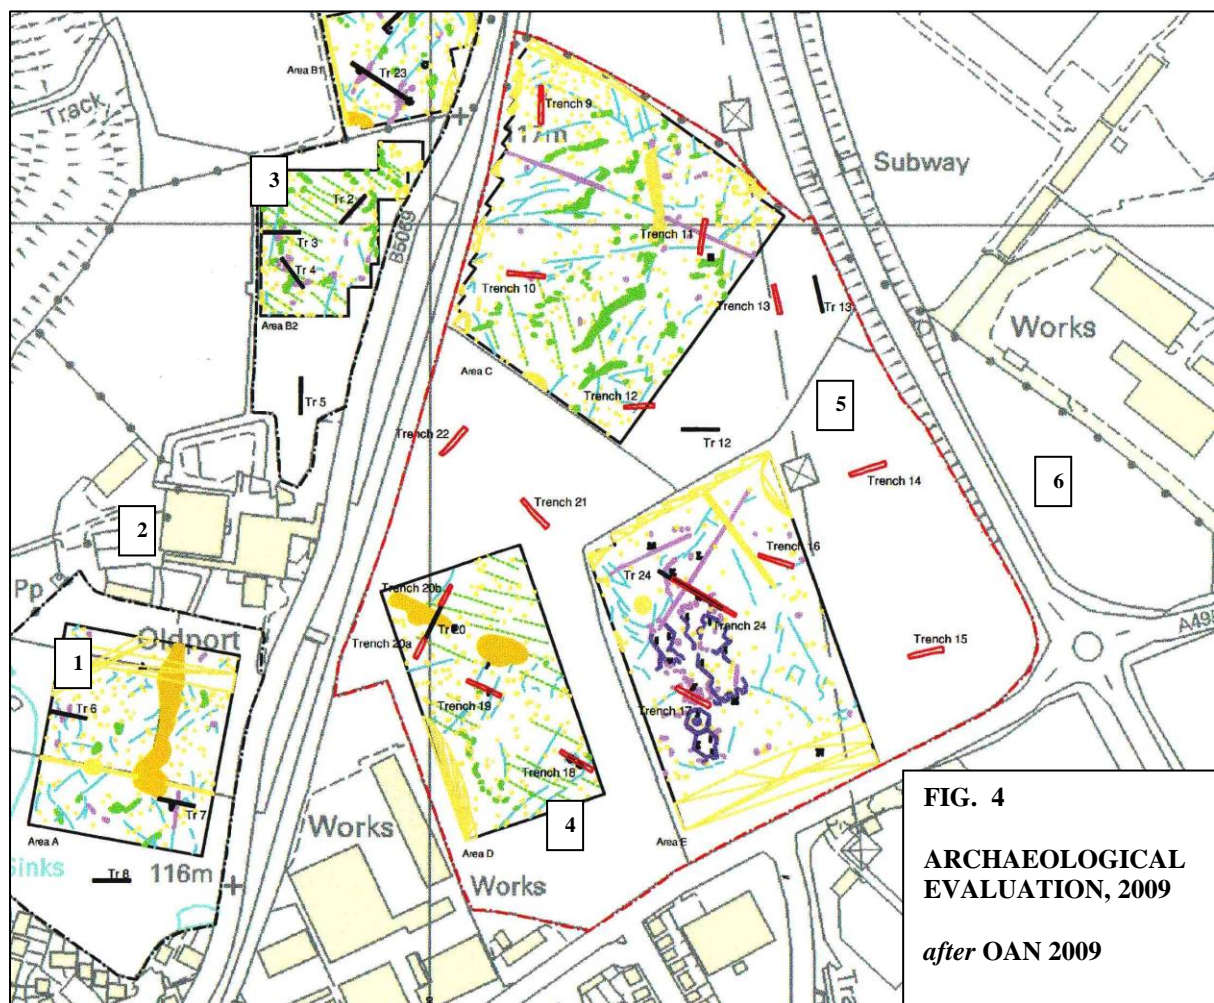 Area B1
Tr 23
Track
3
Tr 2
Tr 3
Tr 4
Area B2
Tr 5
B5069
Trench 9
117m
Trench 11
Trench 10
Trench 13
Tr 13
Area C
Trench 12
Tr 12
Subway
Works
5
Trench 22
Trench 21
Trench 14
6
2
Pp
Oldport
1
Tr 6
Tr 7
Area A
Sinks
Tr 8
116m
Trench 20b
Tr 20
Trench 20a
Trench 19
Trench 18
4
Area D
Works
Works
Trench 16
Tr 24
Trench 24
Trench 17
Area E
Trench 15
A495
FIG. 4
ARCHAEOLOGICAL
EVALUATION, 2009
after OAN 2009